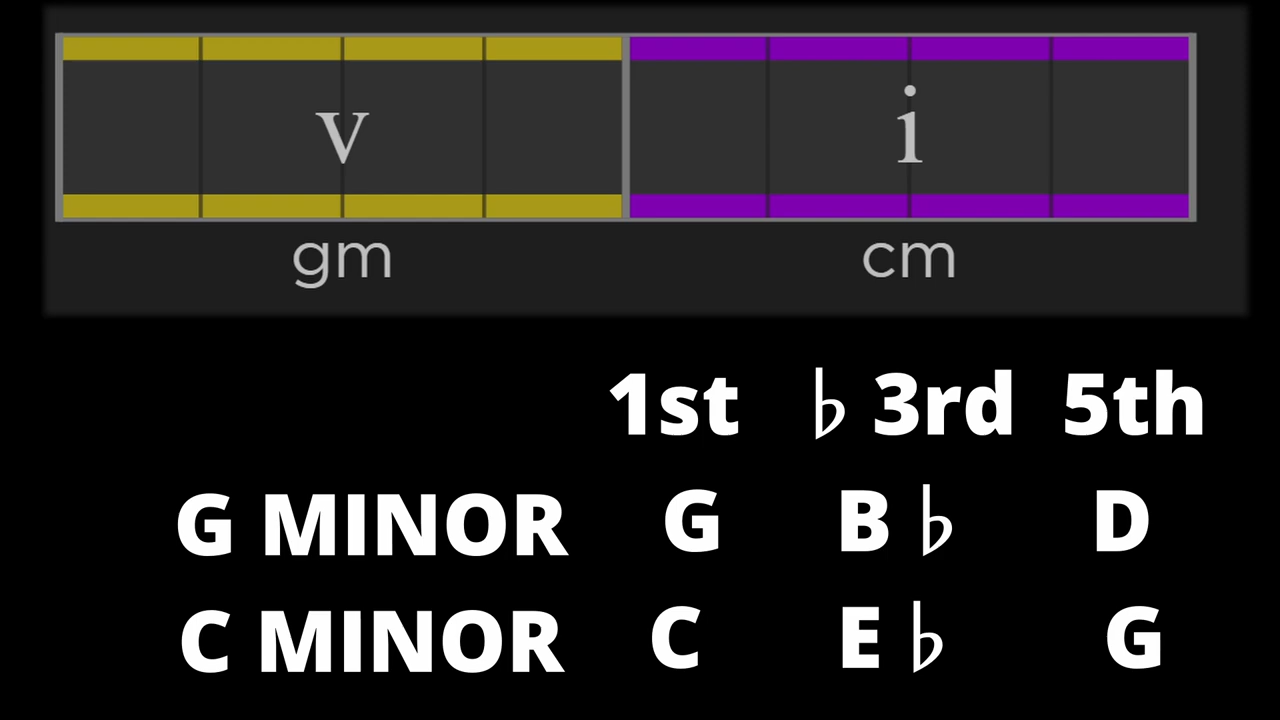 v i
gm cm
1st ♭ 3rd 5th
G MINOR G B ♭ D
C MINOR C E ♭ G